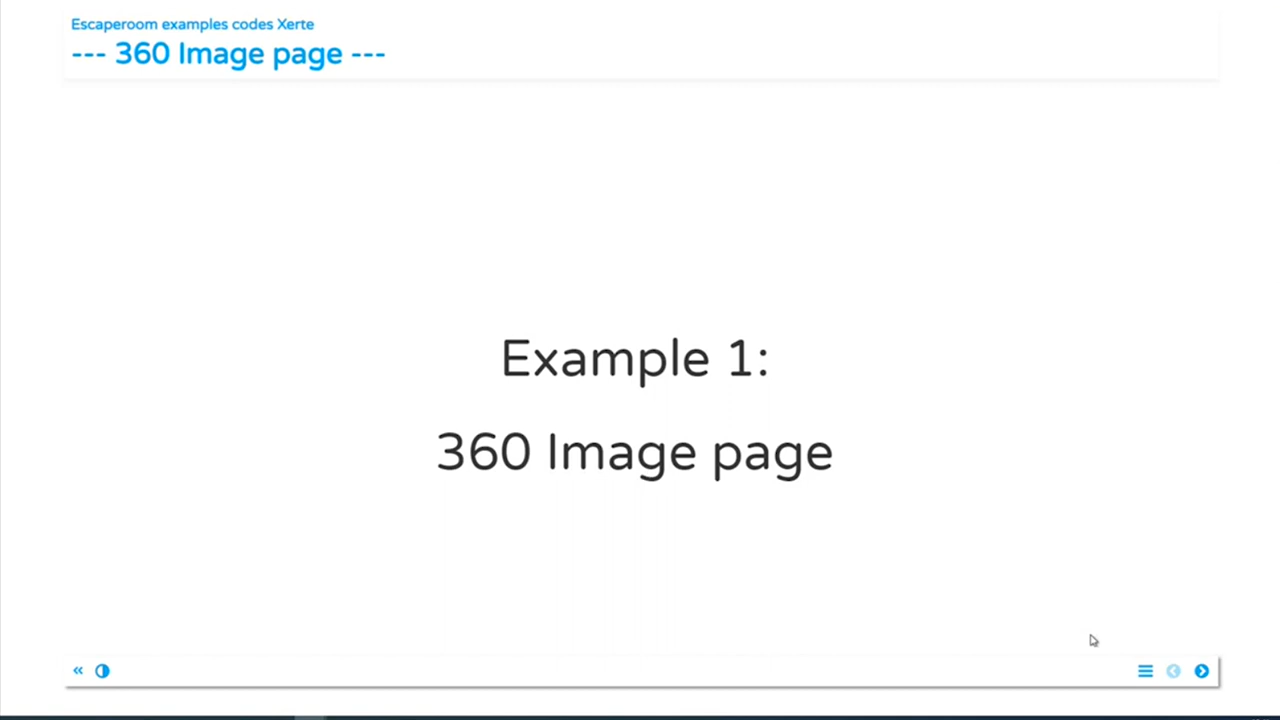 Escaperoom examples codes Xerte
--- 360 Image page ---
Example 1:
360 Image page